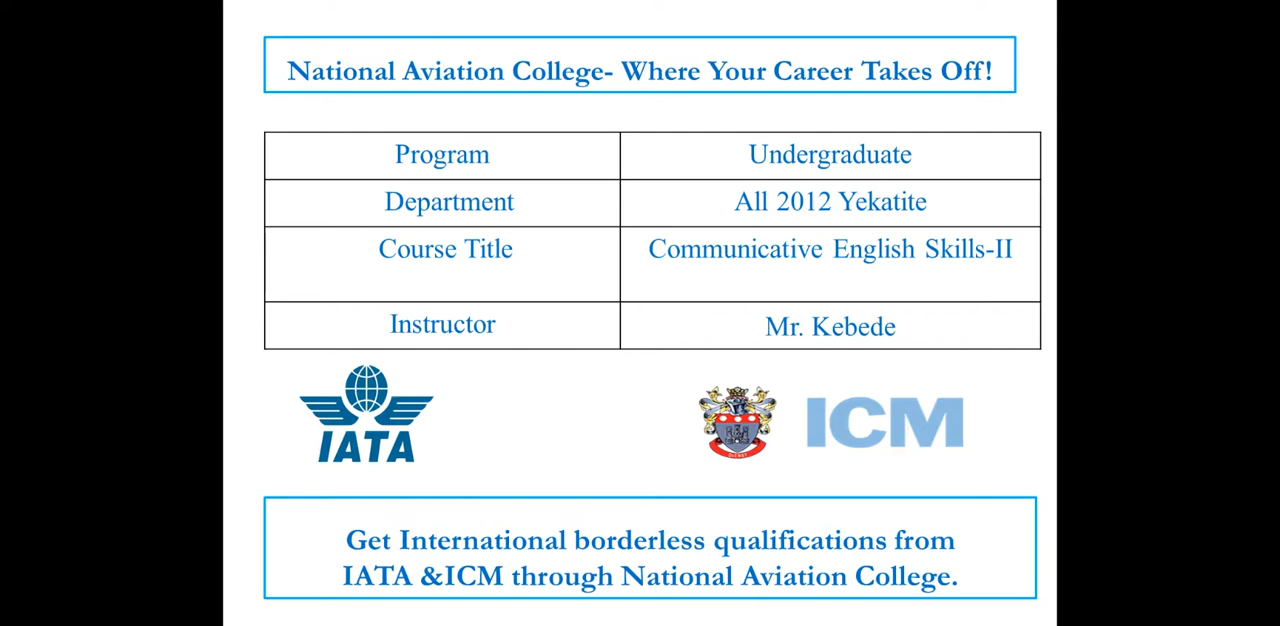 National Aviation College- Where Your Career Takes Off!
Program
Undergraduate
Department
All 2012 Yekatite
Course Title
Communicative English Skills-II
Instructor
Mr. Kebede
IATA
ICM
Get International borderless qualifications from
IATA &ICM through National Aviation College.